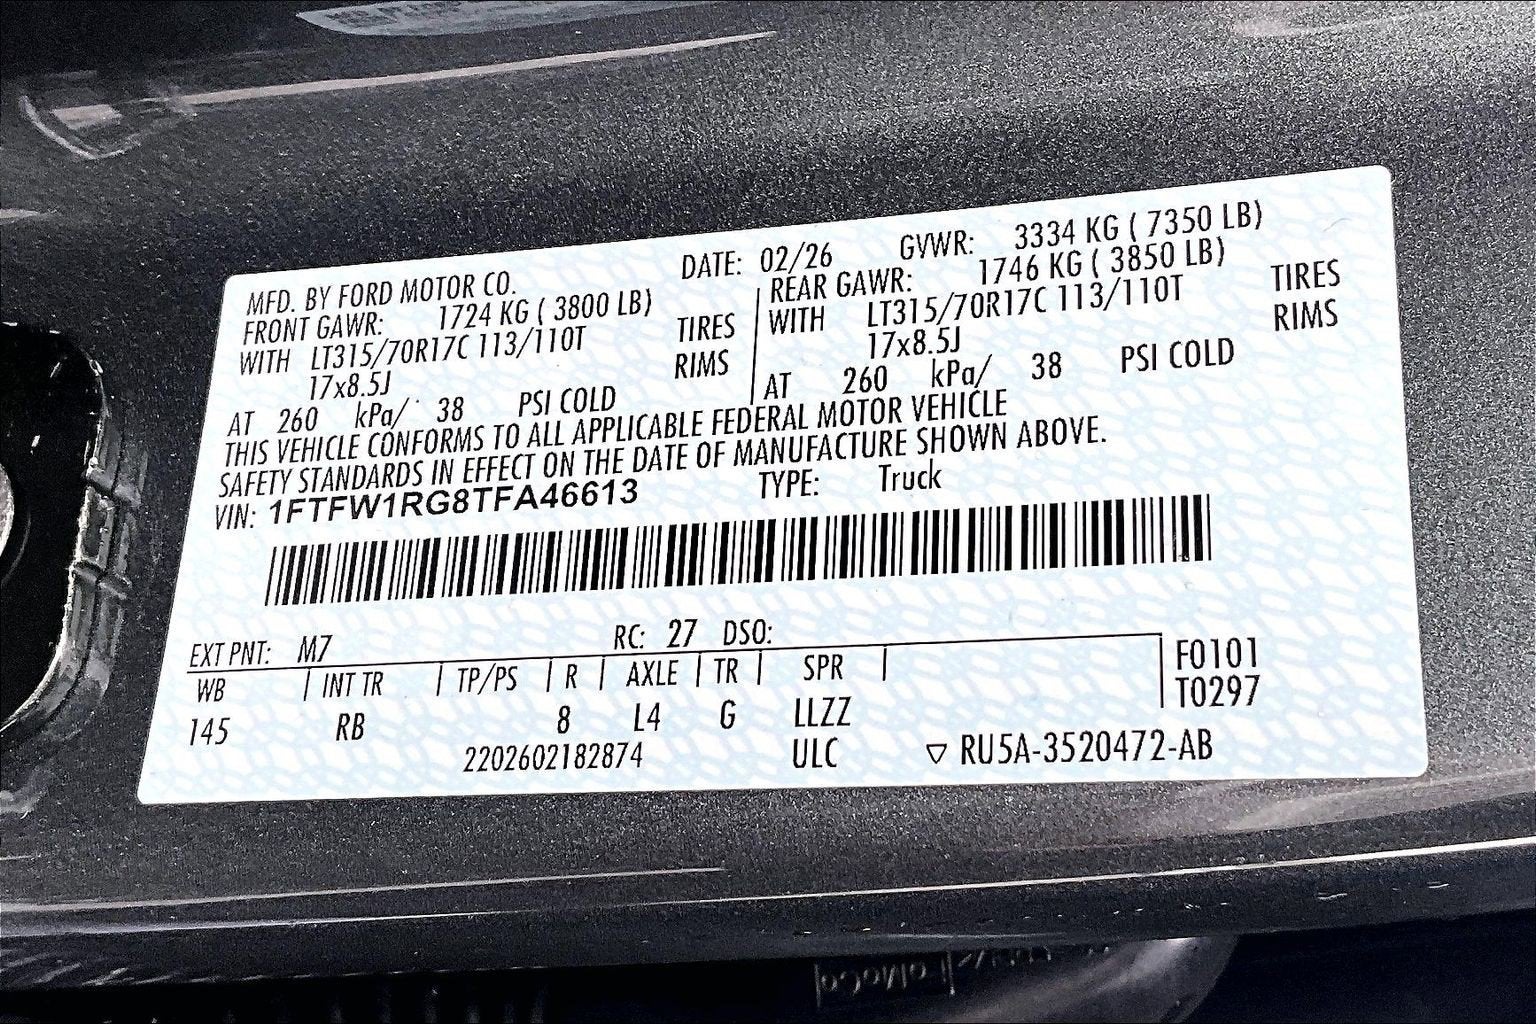 MFD. BY FORD MOTOR CO. DATE: 02/26 GVWR: 3334 KG ( 7350 LB)
FRONT GAWR: 1724 KG ( 3800 LB) REAR GAWR: 1746 KG ( 3850 LB)
WITH LT315/70R17C 113/110T TIRES WITH LT315/70R17C 113/110T TIRES
17x8.5J RIMS 17x8.5J RIMS
AT 260 kPa/ 38 PSI COLD AT 260 kPa/ 38 PSI COLD
THIS VEHICLE CONFORMS TO ALL APPLICABLE FEDERAL MOTOR VEHICLE
SAFETY STANDARDS IN EFFECT ON THE DATE OF MANUFACTURE SHOWN ABOVE.
VIN: 1FTFW1RG8TFA46613 TYPE: Truck
EXT PNT: M7 RC: 27 DSO:
WB INT TR TP/PS R AXLE TR SPR F0101
145 RB 8 L4 G LLZZ T0297
2202602182874 ULC ▽ RU5A-3520472-AB